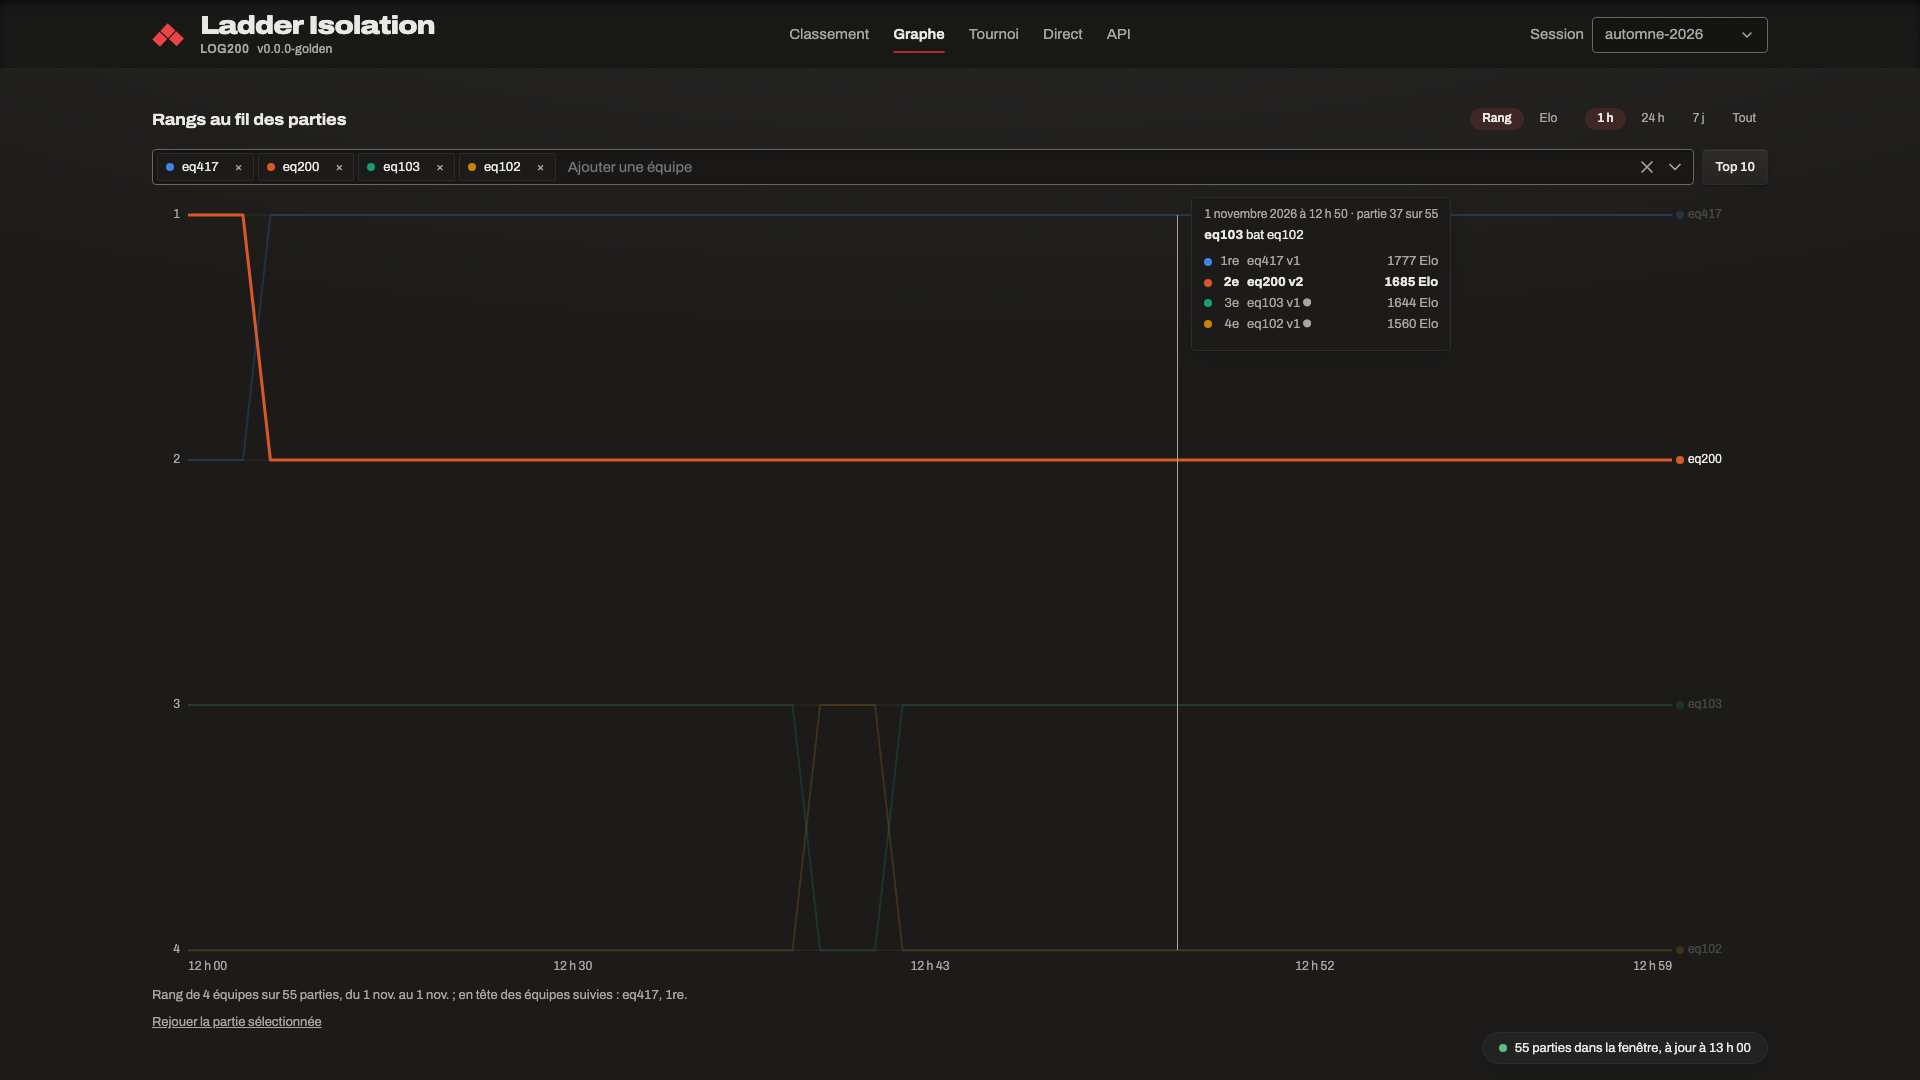 Ladder Isolation
LOG200 v0.0.0-golden
Classement Graphe Tournoi Direct API
Session automne-2026
Rangs au fil des parties
Rang Elo 1 h 24 h 7 j Tout
eq417 × eq200 × eq103 × eq102 × Ajouter une équipe
Top 10
1 novembre 2026 à 12 h 50 · partie 37 sur 55
eq103 bat eq102
1re eq417 v1 1777 Elo
2e eq200 v2 1685 Elo
3e eq103 v1 1644 Elo
4e eq102 v1 1560 Elo
1 eq417
2 eq200
3 eq103
4 eq102
12 h 00 12 h 30 12 h 43 12 h 52 12 h 59
Rang de 4 équipes sur 55 parties, du 1 nov. au 1 nov. ; en tête des équipes suivies : eq417, 1re.
Rejouer la partie sélectionnée
55 parties dans la fenêtre, à jour à 13 h 00